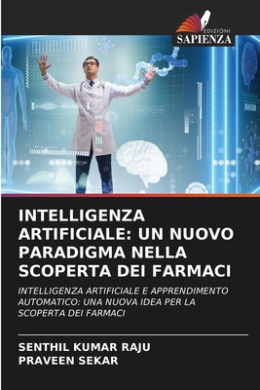 EDIZIONI
SAPIENZA
INTELLIGENZA
ARTIFICIALE: UN NUOVO
PARADIGMA NELLA
SCOPERTA DEI FARMACI
INTELLIGENZA ARTIFICIALE E APPRENDIMENTO
AUTOMATICO: UNA NUOVA IDEA PER LA
SCOPERTA DEI FARMACI
SENTHIL KUMAR RAJU
PRAVEEN SEKAR